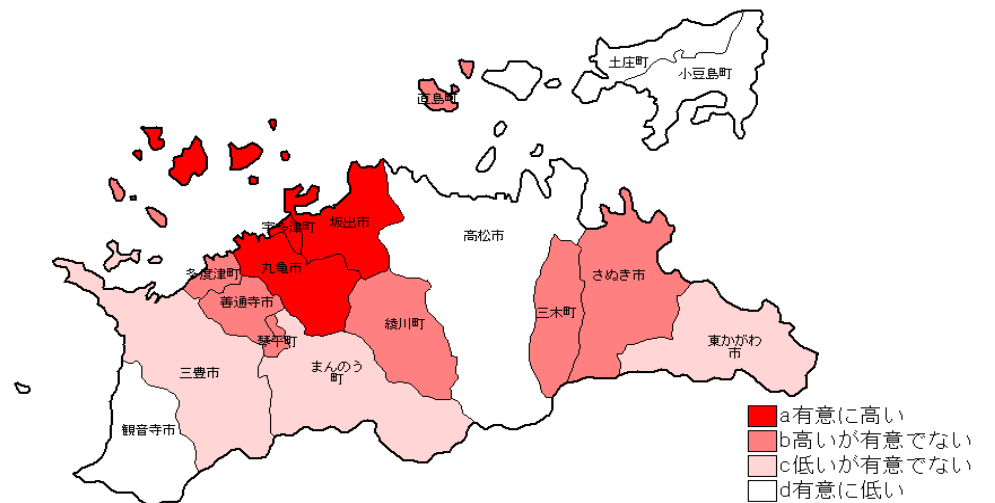 土庄町
小豆島町
直島町
宇多津町
坂出市
高松市
丸亀市
多度津町
さぬき市
善通寺市
三木町
綾川町
琴平町
東かがわ
市
まんのう
町
三豊市
観音寺市
a有意に高い
b高いが有意でない
c低いが有意でない
d有意に低い